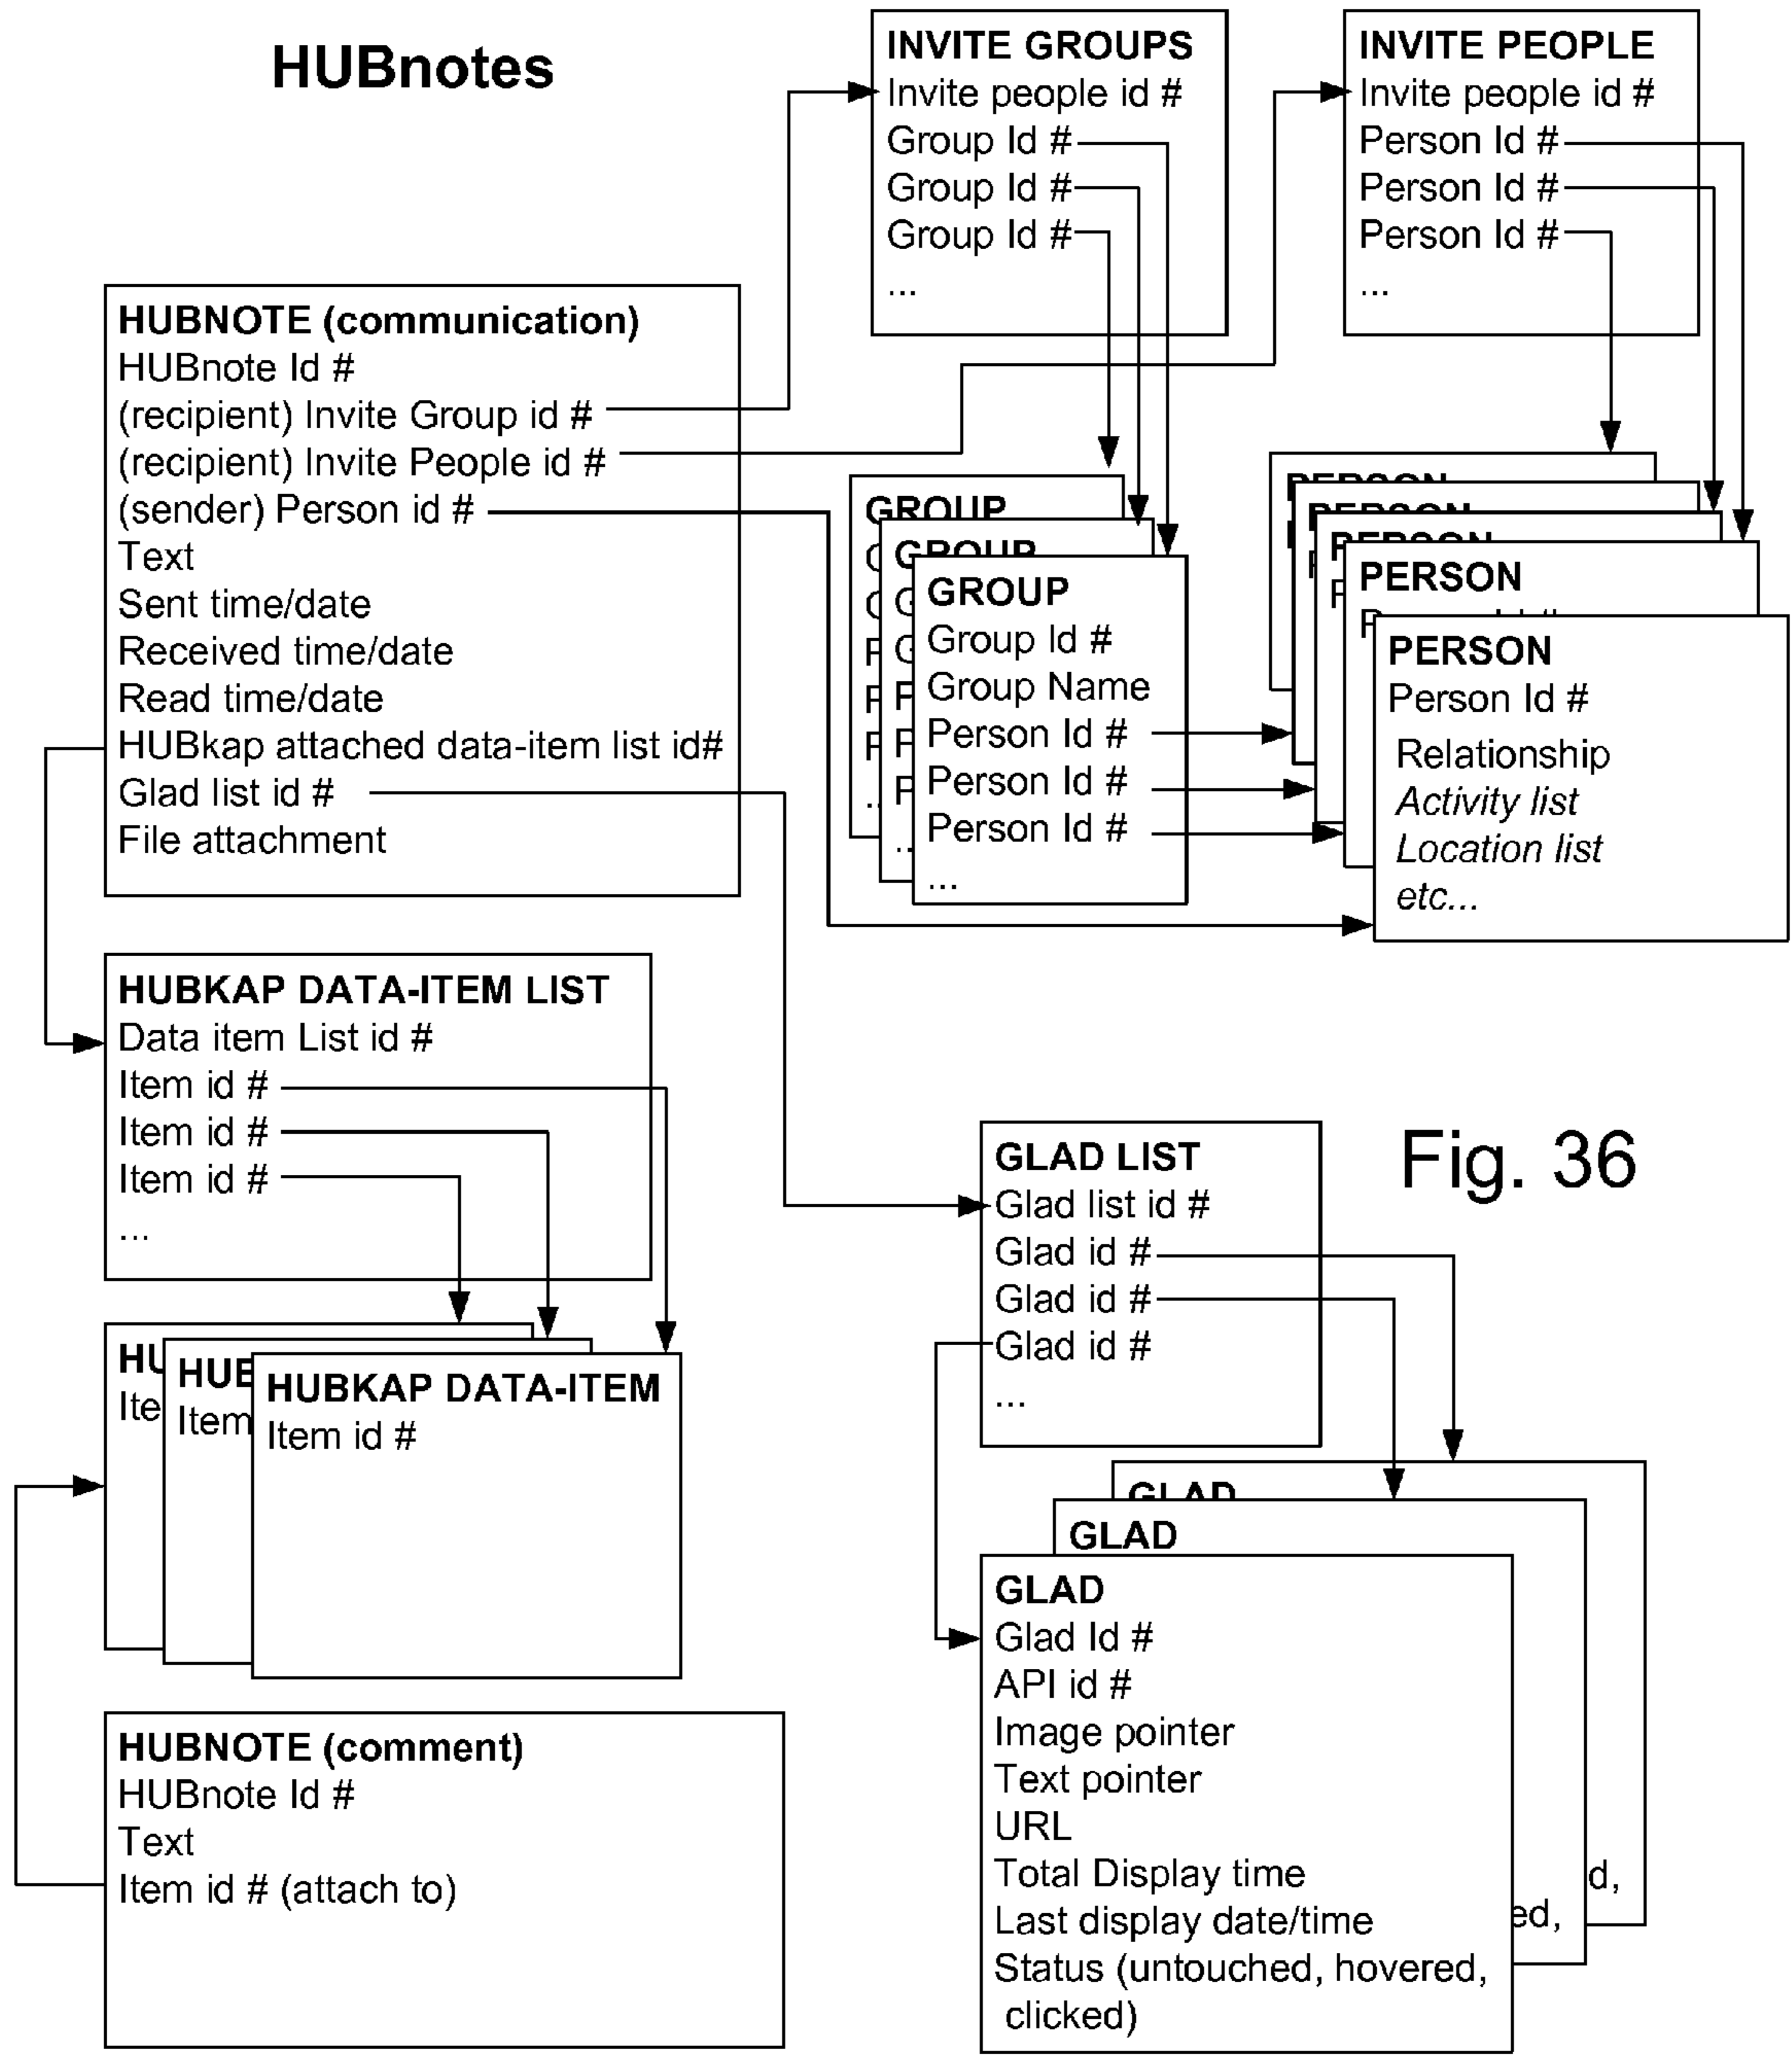 HUBnotes
INVITE GROUPS
Invite people id #
Group Id #
Group Id #
Group Id #
...
INVITE PEOPLE
Invite people id #
Person Id #
Person Id #
Person Id #
...
HUBNOTE (communication)
HUBnote Id #
(recipient) Invite Group id #
(recipient) Invite People id #
(sender) Person id #
Text
Sent time/date
Received time/date
Read time/date
HUBkap attached data-item list id#
Glad list id #
File attachment
GROUP
GROUP
GROUP
Group Id #
Group Name
Person Id #
Person Id #
Person Id #
...
PERSON
PERSON
PERSON
PERSON
PERSON
Person Id #
Relationship
Activity list
Location list
etc...
HUBKAP DATA-ITEM LIST
Data item List id #
Item id #
Item id #
Item id #
...
HUBKAP DATA-ITEM
Item id #
HUBNOTE (comment)
HUBnote Id #
Text
Item id # (attach to)
GLAD LIST
Glad list id #
Glad id #
Glad id #
Glad id #
...
Fig. 36
GLAD
GLAD
GLAD
Glad Id #
API id #
Image pointer
Text pointer
URL
Total Display time
Last display date/time
Status (untouched, hovered,
clicked)